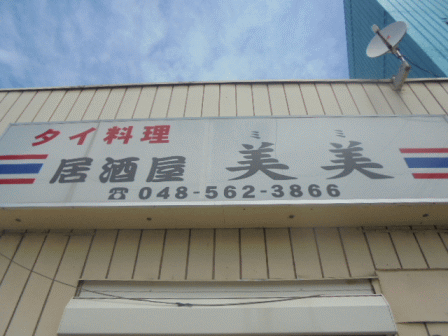 タイ料理
ミ ミ
居酒屋 美美
☎048-562-3866